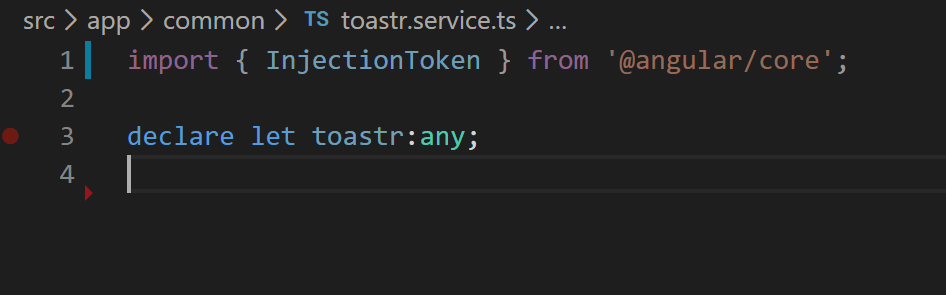 src > app > common > TS toastr.service.ts > ...
1 import { InjectionToken } from '@angular/core';
2
3 declare let toastr:any;
4